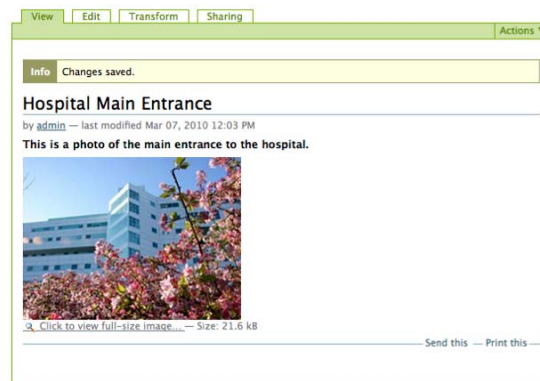 View Edit Transform Sharing
Actions
Info Changes saved.
Hospital Main Entrance
by admin — last modified Mar 07, 2010 12:03 PM
This is a photo of the main entrance to the hospital.
Click to view full-size image... — Size: 21.6 kB
Send this — Print this —